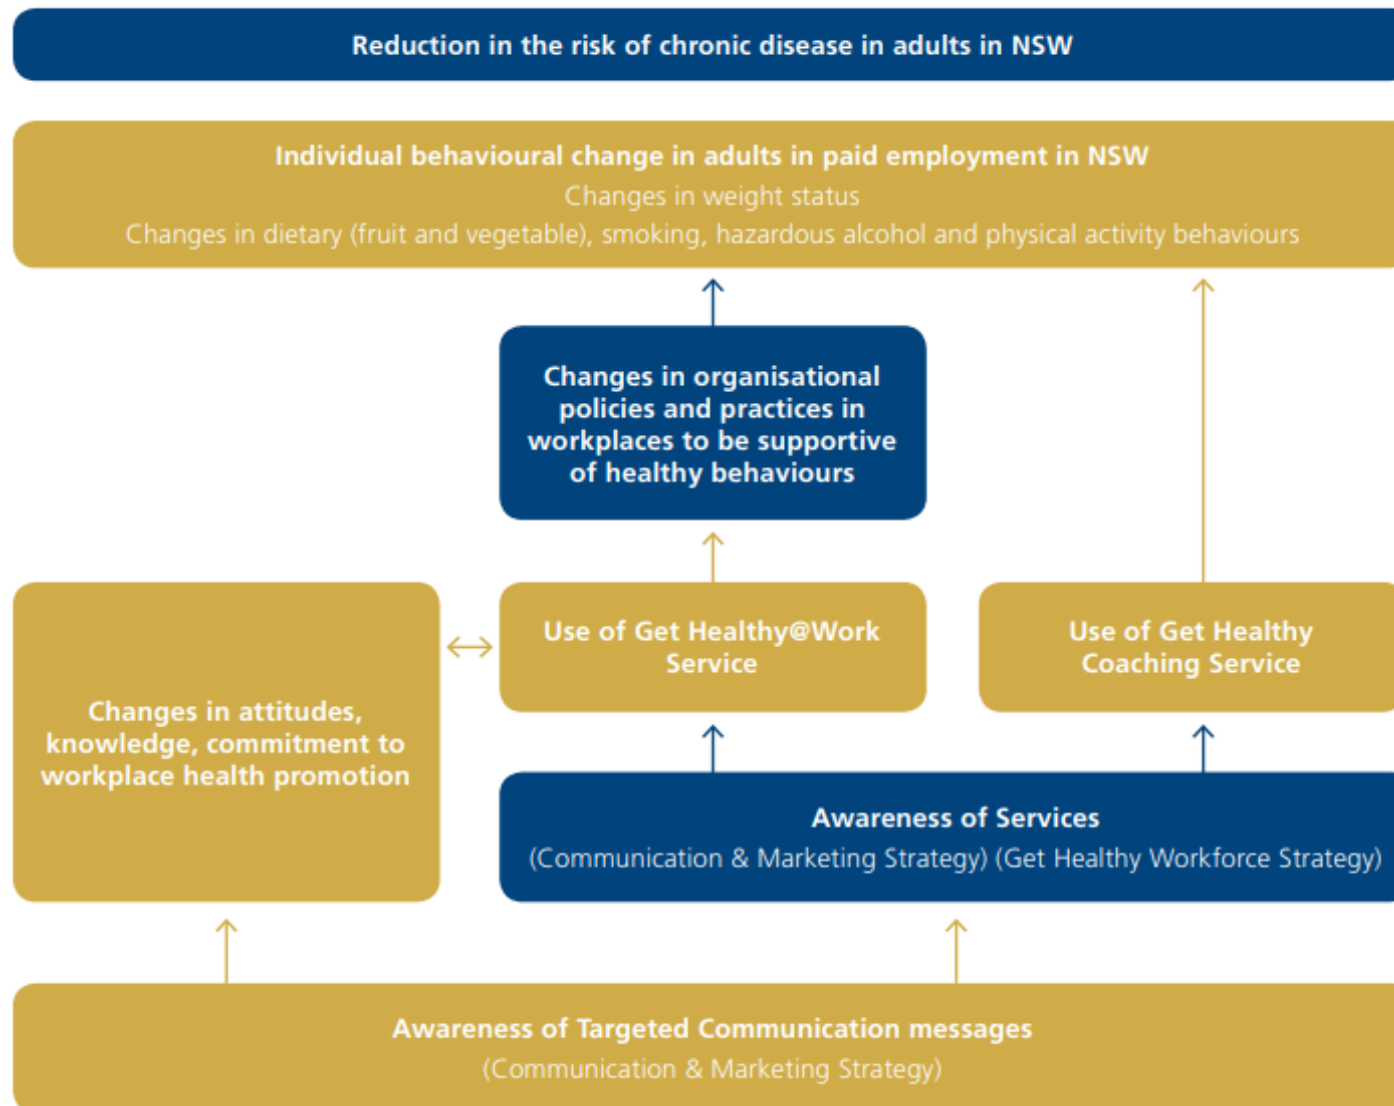 Reduction in the risk of chronic disease in adults in NSW
Individual behavioural change in adults in paid employment in NSW
Changes in weight status
Changes in dietary (fruit and vegetable), smoking, hazardous alcohol and physical activity behaviours
Changes in organisational
policies and practices in
workplaces to be supportive
of healthy behaviours
Changes in attitudes,
knowledge, commitment to
workplace health promotion
Use of Get Healthy@Work
Service
Use of Get Healthy
Coaching Service
Awareness of Services
(Communication & Marketing Strategy) (Get Healthy Workforce Strategy)
Awareness of Targeted Communication messages
(Communication & Marketing Strategy)